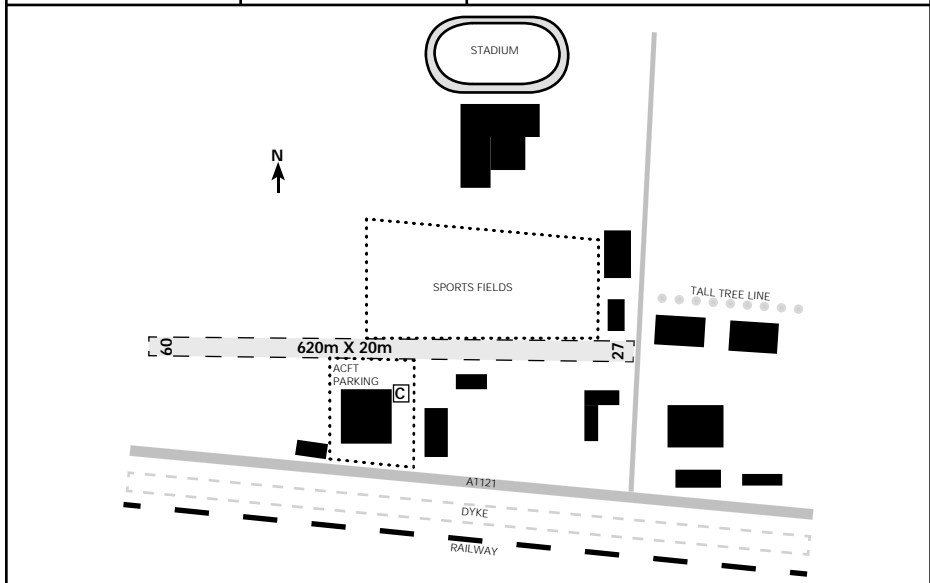 STADIUM
N
SPORTS FIELDS
TALL TREE LINE
09
620m X 20m
27
ACFT
PARKING
C
A1121
DYKE
RAILWAY